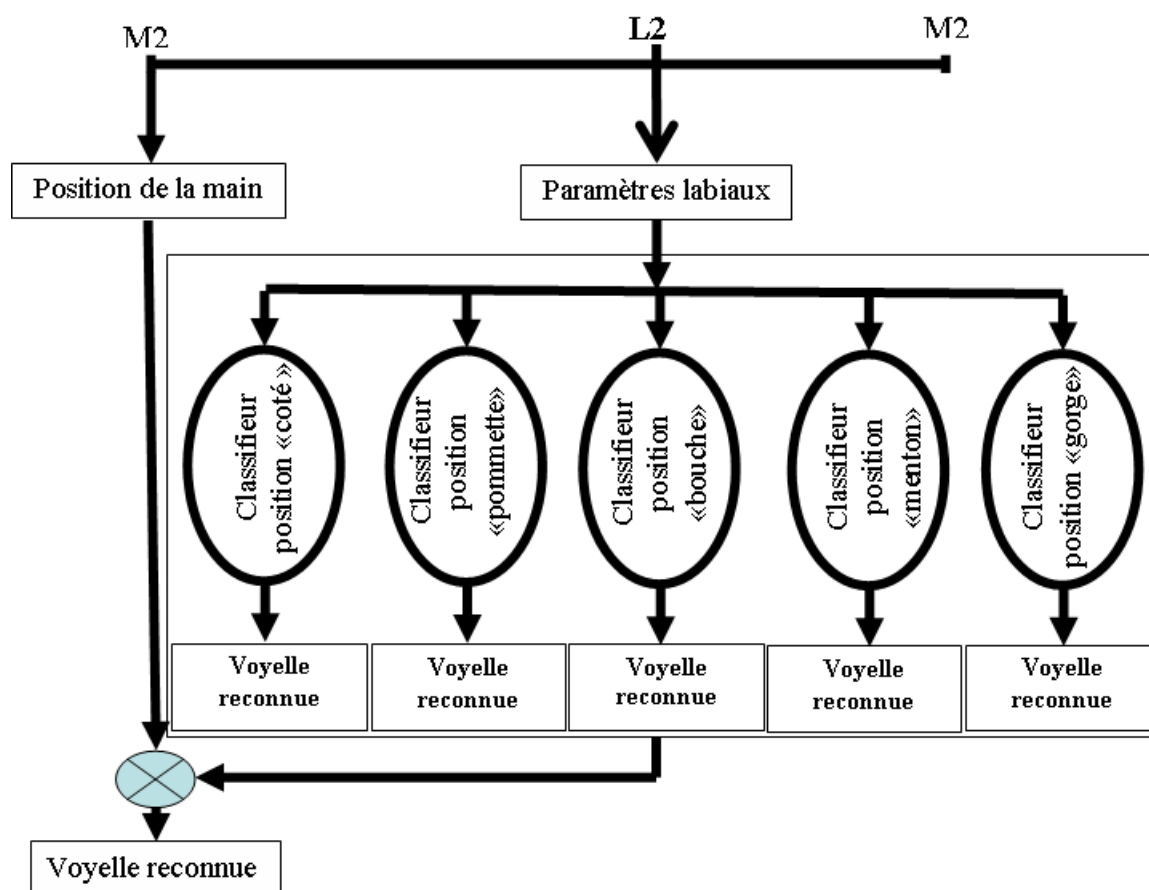 M2
L2
M2
Position de la main
Paramètres labiaux
Classifieur
position «coté »
Classifieur
position
«pommette»
Classifieur
position
«bouche»
Classifieur
position
«menton»
Classifieur
position «gorge»
Voyelle
reconnue
Voyelle
reconnue
Voyelle
reconnue
Voyelle
reconnue
Voyelle
reconnue
Voyelle reconnue